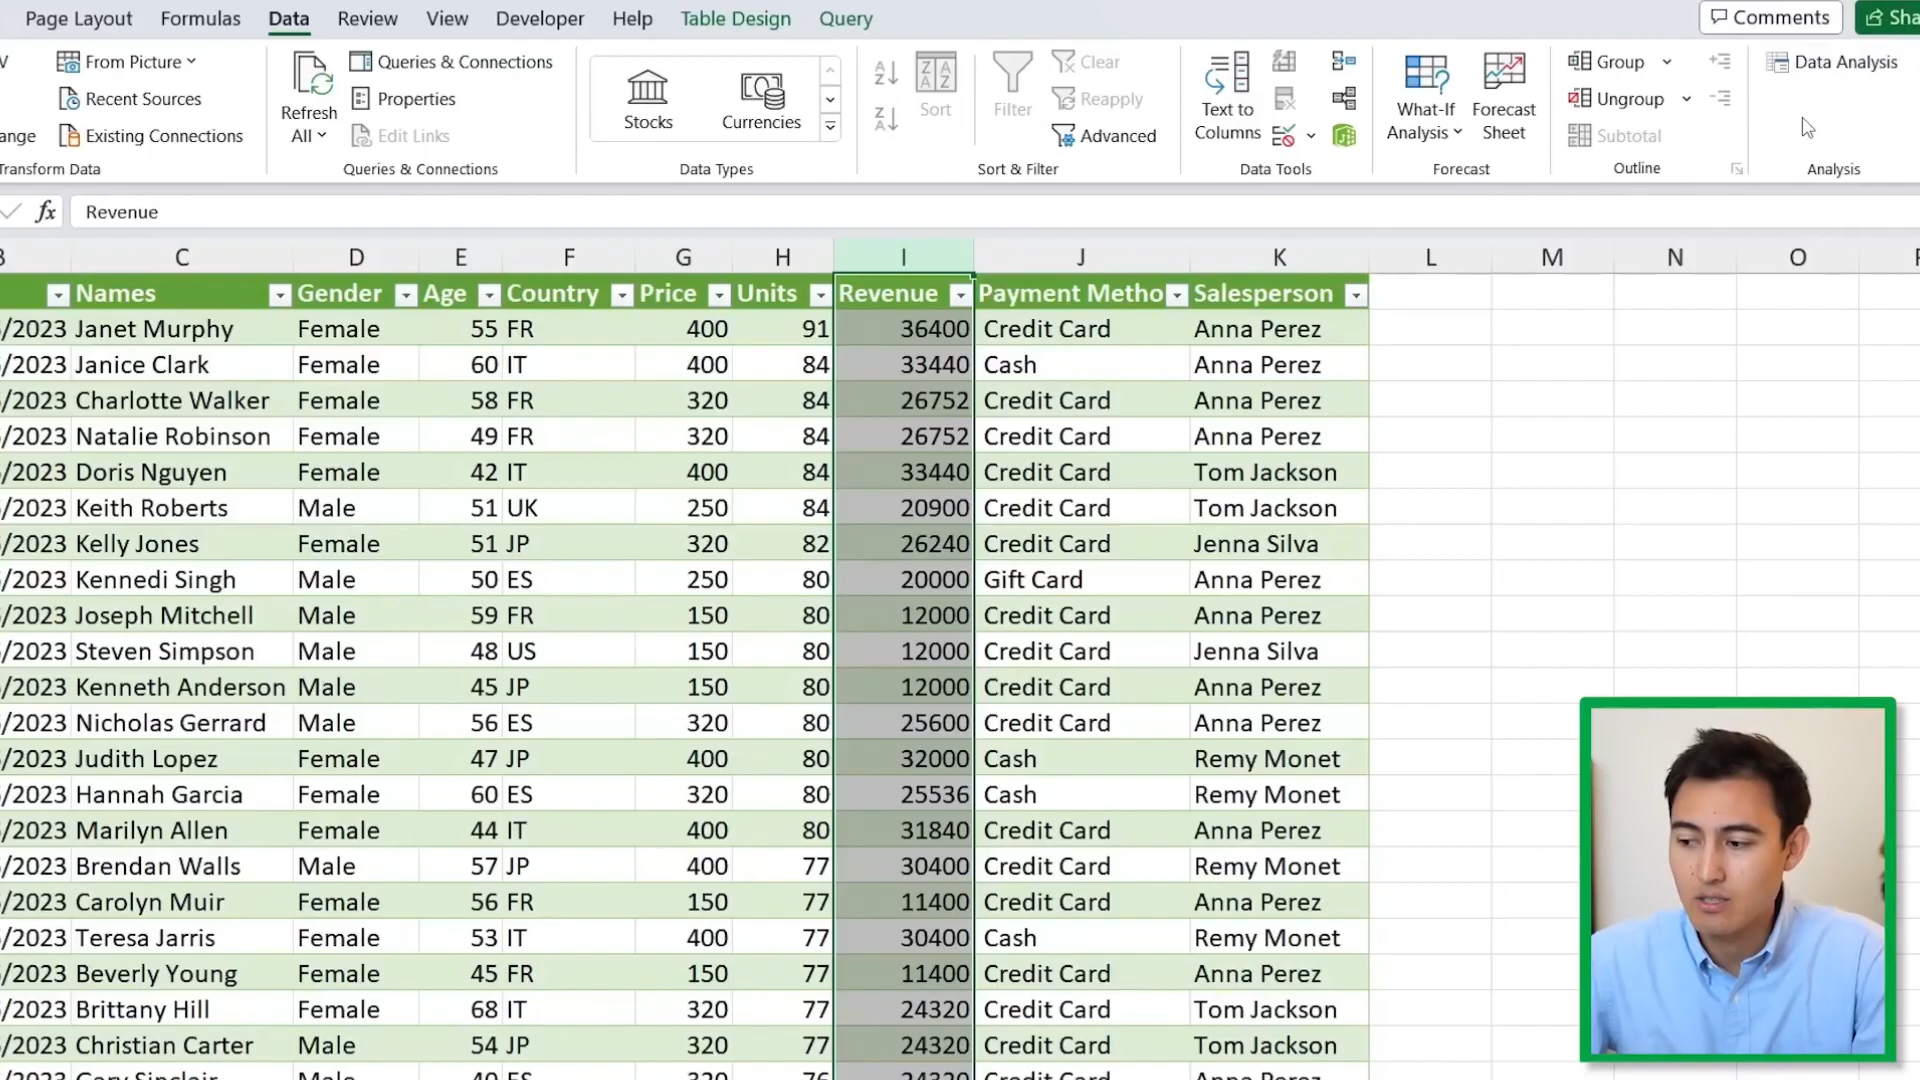 Page Layout Formulas Data Review View Developer Help Table Design Query Comments
From Picture Queries & Connections Clear Group Data Analysis
Recent Sources Properties Reapply Ungroup
Existing Connections Edit Links Advanced Subtotal
Refresh All Stocks Currencies Sort Filter Text to Columns What-If Analysis Forecast Sheet
Transform Data Queries & Connections Data Types Sort & Filter Data Tools Forecast Outline Analysis
fx Revenue
C D E F G H I J K L M N O
Names Gender Age Country Price Units Revenue Payment Metho Salesperson
/2023 Janet Murphy Female 55 FR 400 91 36400 Credit Card Anna Perez
/2023 Janice Clark Female 60 IT 400 84 33440 Cash Anna Perez
/2023 Charlotte Walker Female 58 FR 320 84 26752 Credit Card Anna Perez
/2023 Natalie Robinson Female 49 FR 320 84 26752 Credit Card Anna Perez
/2023 Doris Nguyen Female 42 IT 400 84 33440 Credit Card Tom Jackson
/2023 Keith Roberts Male 51 UK 250 84 20900 Credit Card Tom Jackson
/2023 Kelly Jones Female 51 JP 320 82 26240 Credit Card Jenna Silva
/2023 Kennedi Singh Male 50 ES 250 80 20000 Gift Card Anna Perez
/2023 Joseph Mitchell Male 59 FR 150 80 12000 Credit Card Anna Perez
/2023 Steven Simpson Male 48 US 150 80 12000 Credit Card Jenna Silva
/2023 Kenneth Anderson Male 45 JP 150 80 12000 Credit Card Anna Perez
/2023 Nicholas Gerrard Male 56 ES 320 80 25600 Credit Card Anna Perez
/2023 Judith Lopez Female 47 JP 400 80 32000 Cash Remy Monet
/2023 Hannah Garcia Female 60 ES 320 80 25536 Cash Remy Monet
/2023 Marilyn Allen Female 44 IT 400 80 31840 Credit Card Anna Perez
/2023 Brendan Walls Male 57 JP 400 77 30400 Credit Card Remy Monet
/2023 Carolyn Muir Female 56 FR 150 77 11400 Credit Card Anna Perez
/2023 Teresa Jarris Female 53 IT 400 77 30400 Cash Remy Monet
/2023 Beverly Young Female 45 FR 150 77 11400 Credit Card Anna Perez
/2023 Brittany Hill Female 68 IT 320 77 24320 Credit Card Tom Jackson
/2023 Christian Carter Male 54 JP 320 77 24320 Credit Card Tom Jackson